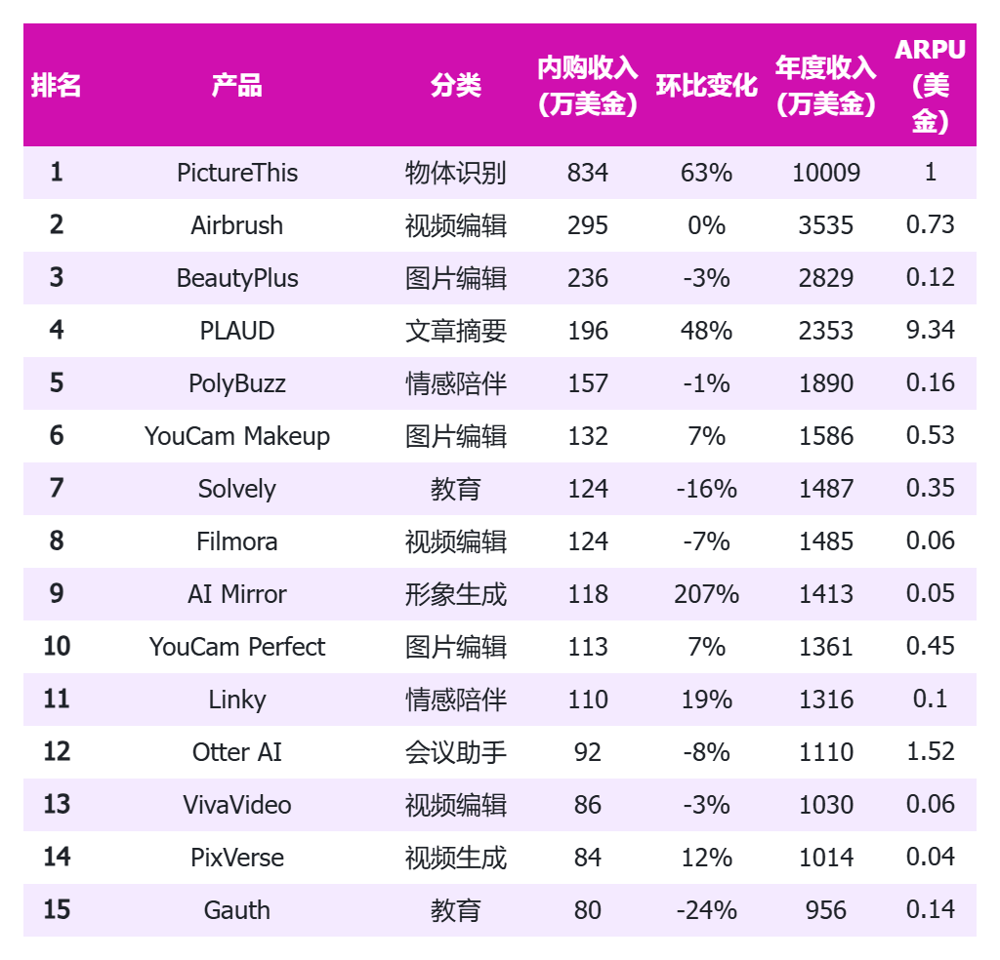 排名 产品 分类 内购收入(万美金) 环比变化 年度收入(万美金) ARPU(美金)
1 PictureThis 物体识别 834 63% 10009 1
2 Airbrush 视频编辑 295 0% 3535 0.73
3 BeautyPlus 图片编辑 236 -3% 2829 0.12
4 PLAUD 文章摘要 196 48% 2353 9.34
5 PolyBuzz 情感陪伴 157 -1% 1890 0.16
6 YouCam Makeup 图片编辑 132 7% 1586 0.53
7 Solvely 教育 124 -16% 1487 0.35
8 Filmora 视频编辑 124 -7% 1485 0.06
9 AI Mirror 形象生成 118 207% 1413 0.05
10 YouCam Perfect 图片编辑 113 7% 1361 0.45
11 Linky 情感陪伴 110 19% 1316 0.1
12 Otter AI 会议助手 92 -8% 1110 1.52
13 VivaVideo 视频编辑 86 -3% 1030 0.06
14 PixVerse 视频生成 84 12% 1014 0.04
15 Gauth 教育 80 -24% 956 0.14